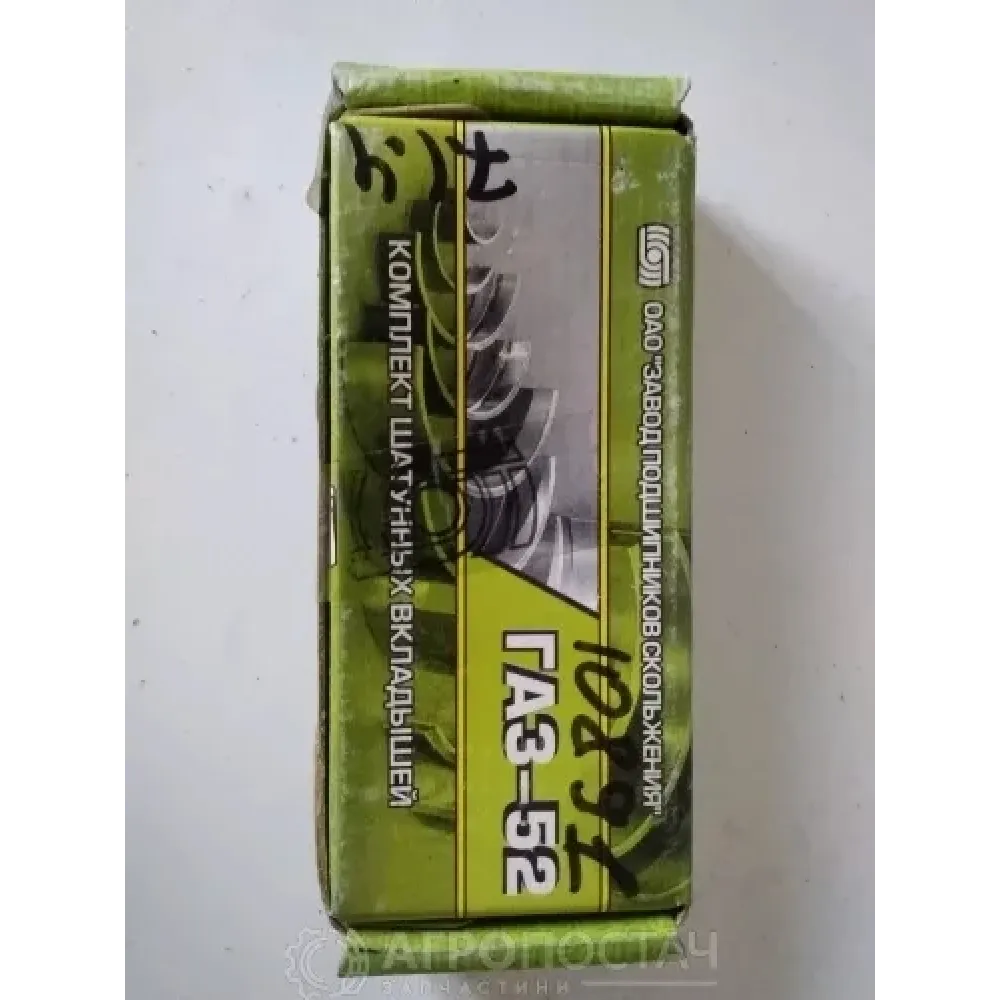 ОАО "ЗАВОД ПОДШИПНИКОВ СКОЛЬЖЕНИЯ"
ГАЗ-52
КОМПЛЕКТ ШАТУННЫХ ВКЛАДЫШЕЙ
АГРОПОСТАЧ
ЗАПЧАСТИНИ